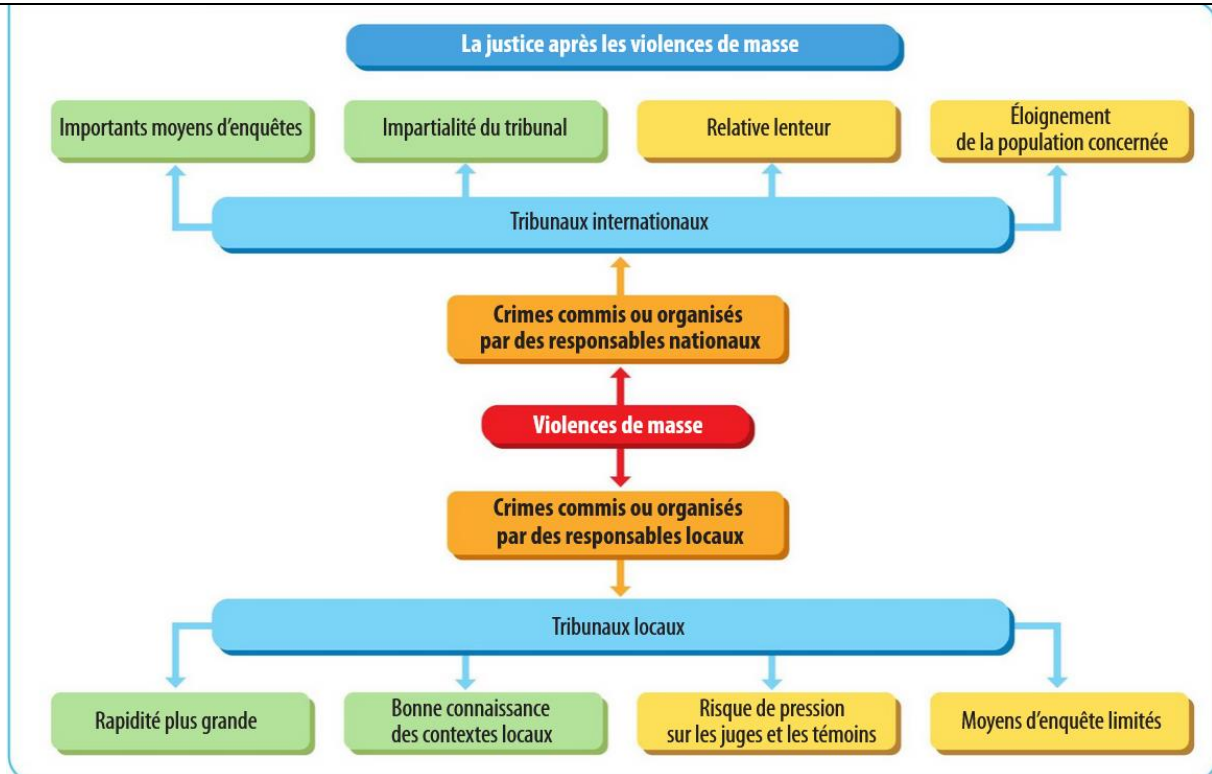 La justice après les violences de masse
Importants moyens d'enquêtes
Impartialité du tribunal
Relative lenteur
Éloignement
de la population concernée
Tribunaux internationaux
Crimes commis ou organisés
par des responsables nationaux
Violences de masse
Crimes commis ou organisés
par des responsables locaux
Tribunaux locaux
Rapidité plus grande
Bonne connaissance
des contextes locaux
Risque de pression
sur les juges et les témoins
Moyens d'enquête limités